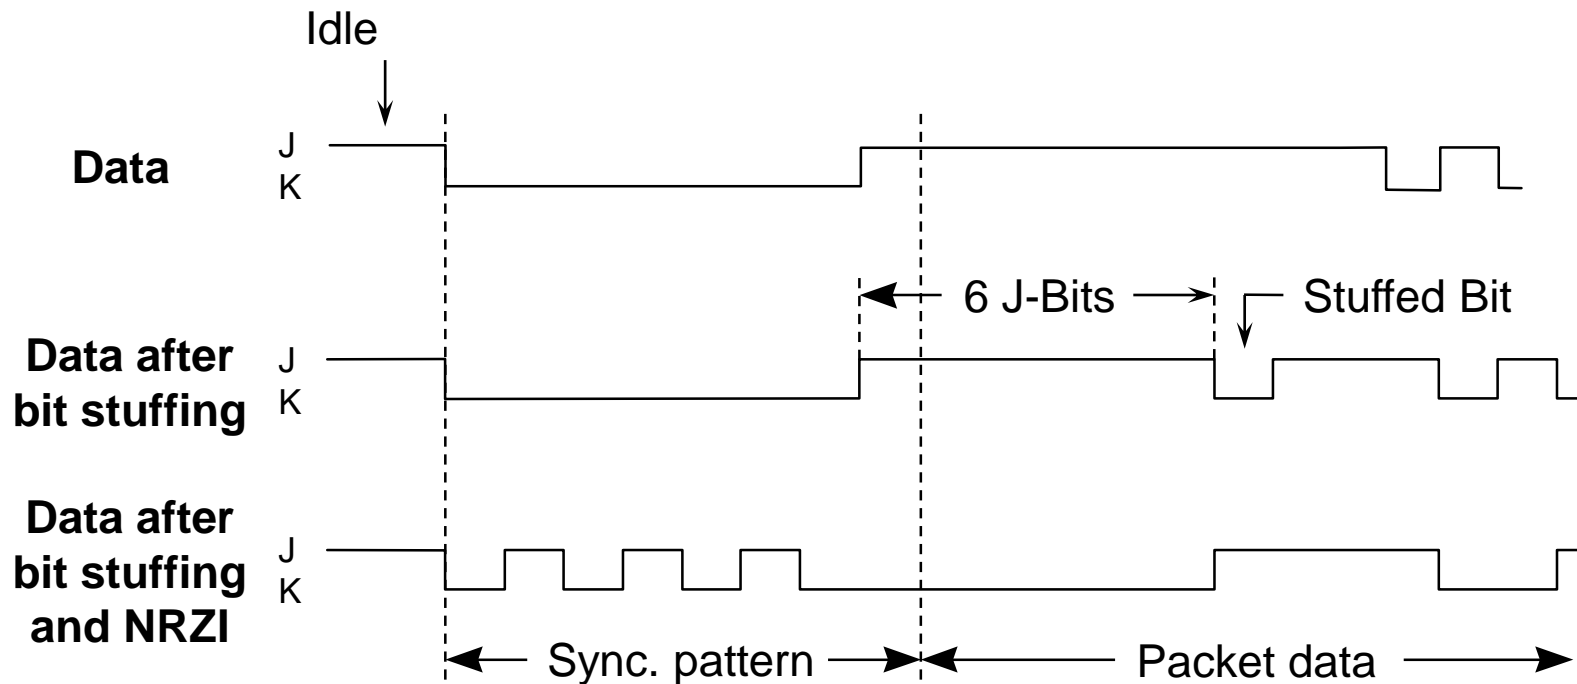 Idle
Data
J
K
6 J-Bits
Stuffed Bit
Data after
bit stuffing
J
K
Data after
bit stuffing
and NRZI
J
K
Sync. pattern
Packet data